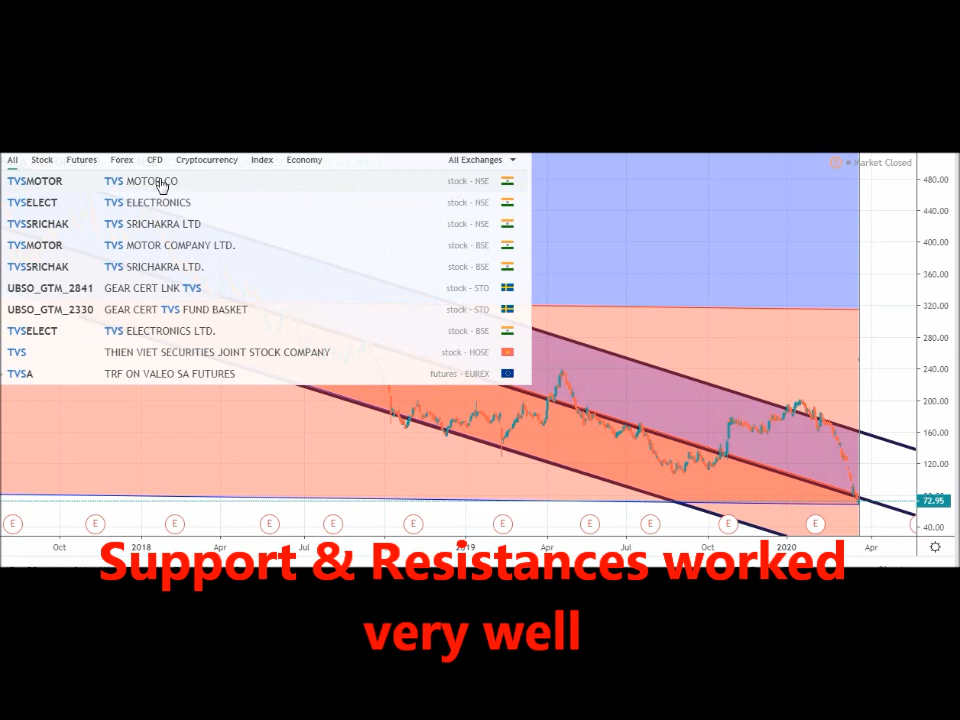 All Stock Futures Forex CFD Cryptocurrency Index Economy All Exchanges
Market Closed
TVSMOTOR TVS MOTOR CO stock - NSE
TVSELECT TVS ELECTRONICS stock - NSE
TVSSRICHAK TVS SRICHAKRA LTD stock - NSE
TVSMOTOR TVS MOTOR COMPANY LTD. stock - BSE
TVSSRICHAK TVS SRICHAKRA LTD. stock - BSE
UBSO_GTM_2841 GEAR CERT LNK TVS stock - STO
UBSO_GTM_2330 GEAR CERT TVS FUND BASKET stock - STO
TVSELECT TVS ELECTRONICS LTD. stock - BSE
TVS THIEN VIET SECURITIES JOINT STOCK COMPANY stock - HOSE
TVSA TRF ON VALEO SA FUTURES futures - EUREX
480.00
440.00
400.00
360.00
320.00
280.00
240.00
200.00
160.00
120.00
72.95
40.00
E E E E E E E E E E E
Oct 2018 Apr Jul 2019 Apr Jul Oct 2020 Apr
Support & Resistances worked
very well